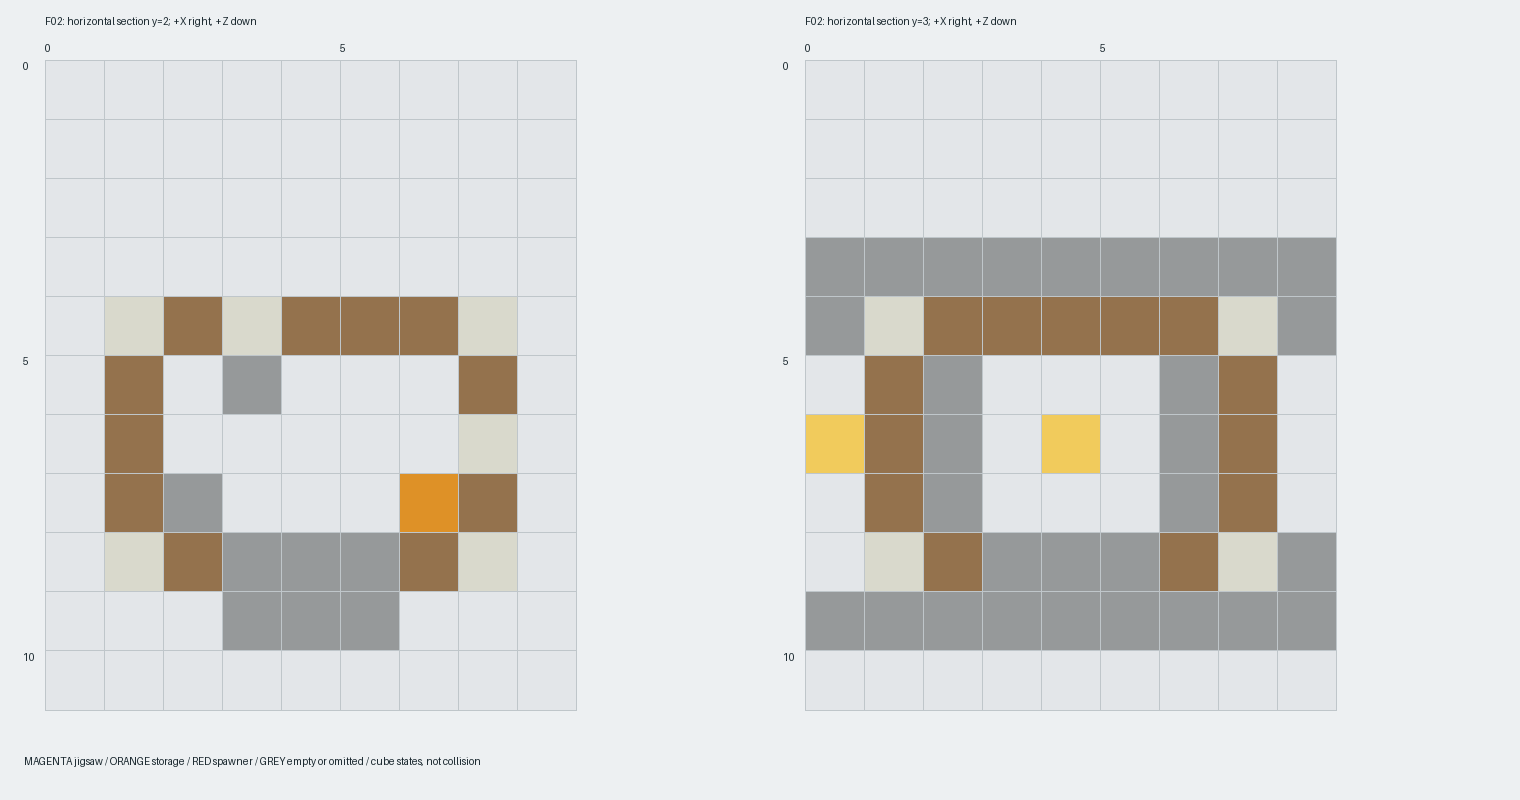 F02: horizontal section y=2; +X right, +Z down
F02: horizontal section y=3; +X right, +Z down
0 5
0 5
0
0
5
5
10
10
MAGENTA jigsaw / ORANGE storage / RED spawner / GREY empty or omitted / cube states, not collision